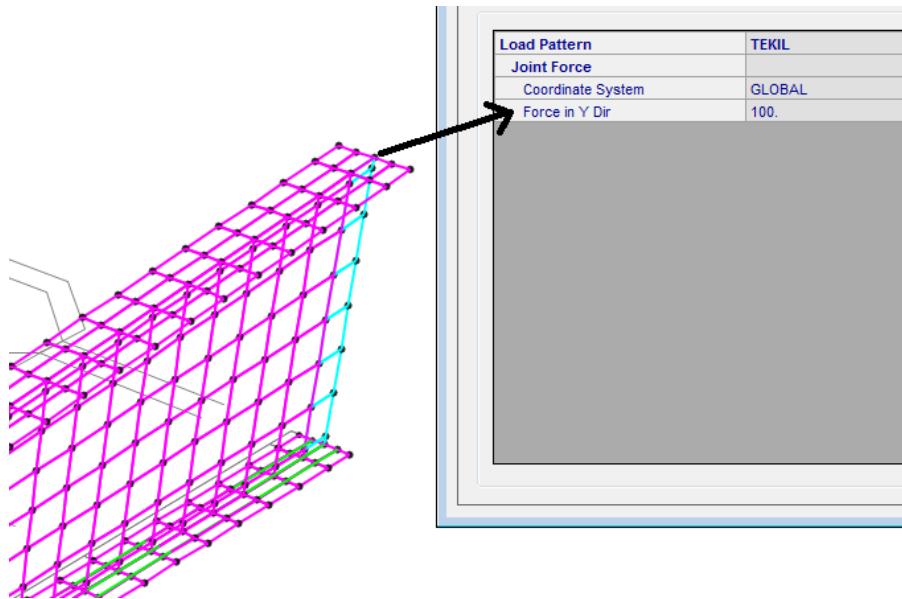 Load Pattern TEKIL
Joint Force
Coordinate System GLOBAL
Force in Y Dir 100.